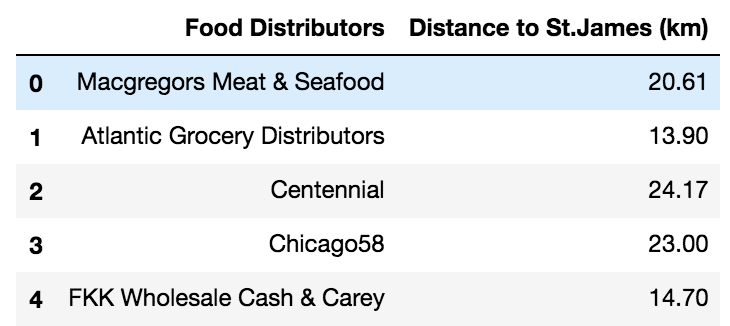 Food Distributors Distance to St.James (km)
0 Macgregors Meat & Seafood 20.61
1 Atlantic Grocery Distributors 13.90
2 Centennial 24.17
3 Chicago58 23.00
4 FKK Wholesale Cash & Carey 14.70